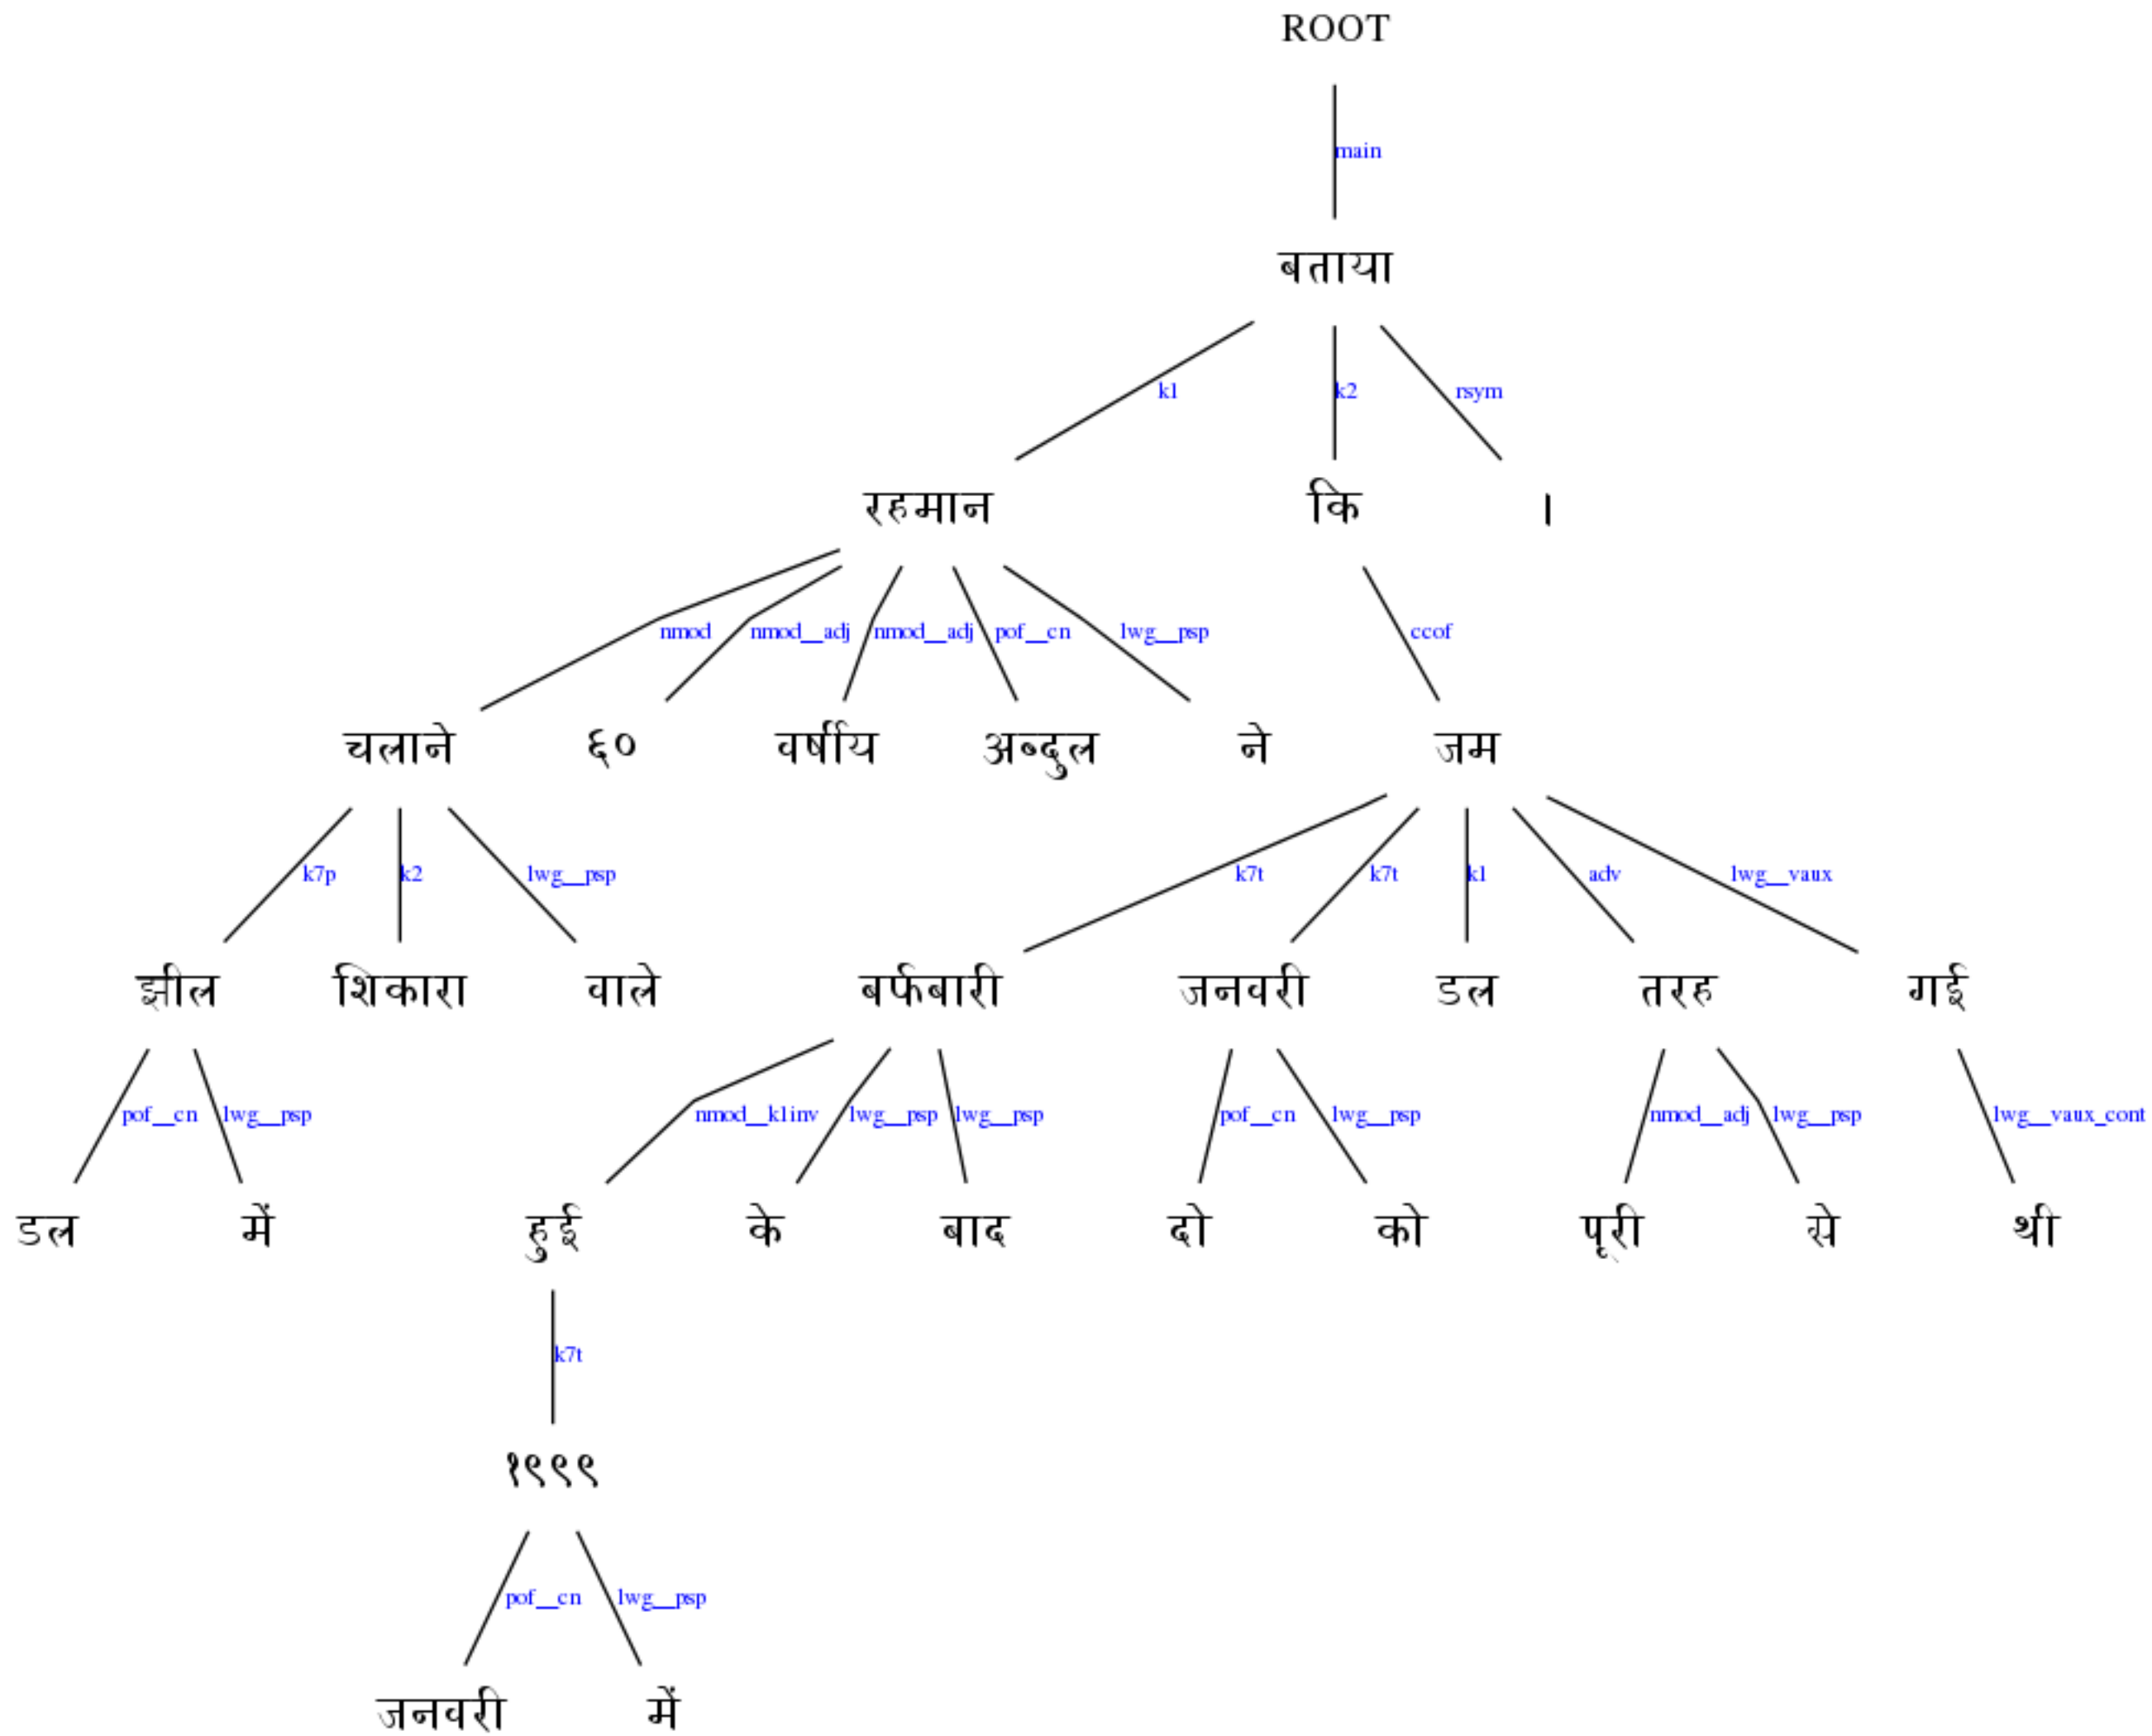 ROOT
main
बताया
k1 k2 rsym
रहमान कि ।
nmod nmod__adj nmod__adj pof__cn lwg__psp ccof
चलाने ६० वर्षीय अब्दुल ने जम
k7p k2 lwg__psp k7t k7t k1 adv lwg__vaux
झील शिकारा वाले बर्फबारी जनवरी डल तरह गई
pof__cn lwg__psp nmod__k1inv lwg__psp lwg__psp pof__cn lwg__psp nmod__adj lwg__psp lwg__vaux_cont
डल में हुई के बाद दो को पूरी से थी
k7t
१९९९
pof__cn lwg__psp
जनवरी में